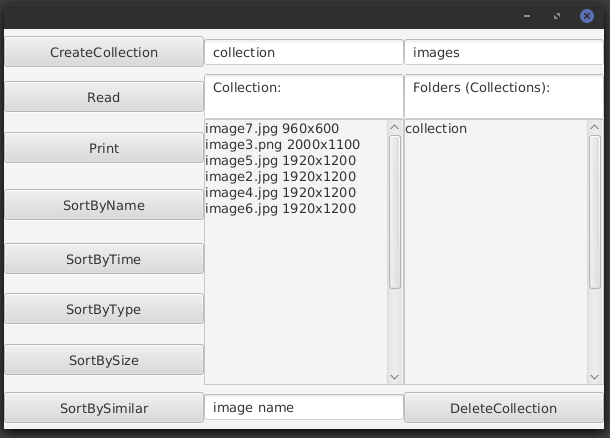 CreateCollection collection images
Read Collection: Folders (Collections):
Print
SortByName
SortByTime
SortByType
SortBySize
image7.jpg 960x600
image3.png 2000x1100
image5.jpg 1920x1200
image2.jpg 1920x1200
image4.jpg 1920x1200
image6.jpg 1920x1200
collection
SortBySimilar image name DeleteCollection